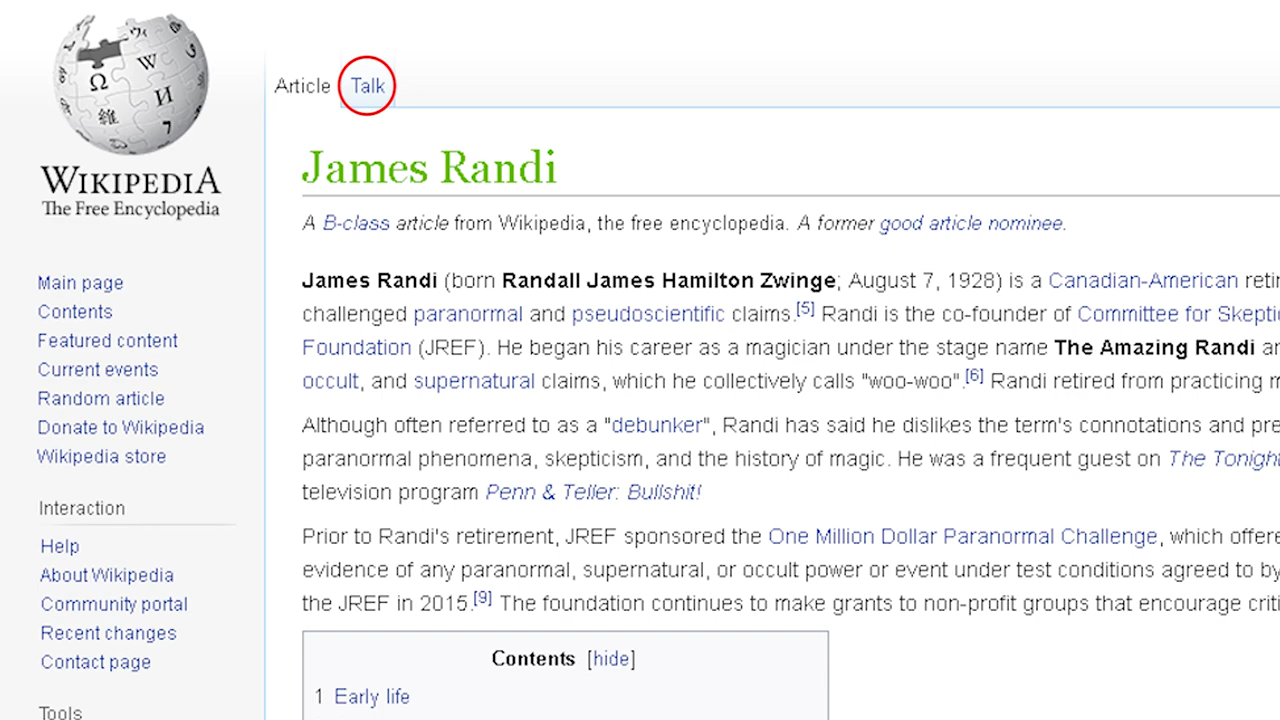 WIKIPEDIA
The Free Encyclopedia
Main page
Contents
Featured content
Current events
Random article
Donate to Wikipedia
Wikipedia store
Interaction
Help
About Wikipedia
Community portal
Recent changes
Contact page
Tools
Article Talk
James Randi
A B-class article from Wikipedia, the free encyclopedia. A former good article nominee.
James Randi (born Randall James Hamilton Zwinge; August 7, 1928) is a Canadian-American
challenged paranormal and pseudoscientific claims.[5] Randi is the co-founder of Committee for
Foundation (JREF). He began his career as a magician under the stage name The Amazing Randi
occult, and supernatural claims, which he collectively calls "woo-woo".[6] Randi retired from practicing
Although often referred to as a "debunker", Randi has said he dislikes the term's connotations and
paranormal phenomena, skepticism, and the history of magic. He was a frequent guest on The Tonight
television program Penn & Teller: Bullshit!
Prior to Randi's retirement, JREF sponsored the One Million Dollar Paranormal Challenge, which
evidence of any paranormal, supernatural, or occult power or event under test conditions agreed to by
the JREF in 2015.[9] The foundation continues to make grants to non-profit groups that encourage
Contents [hide]
1 Early life